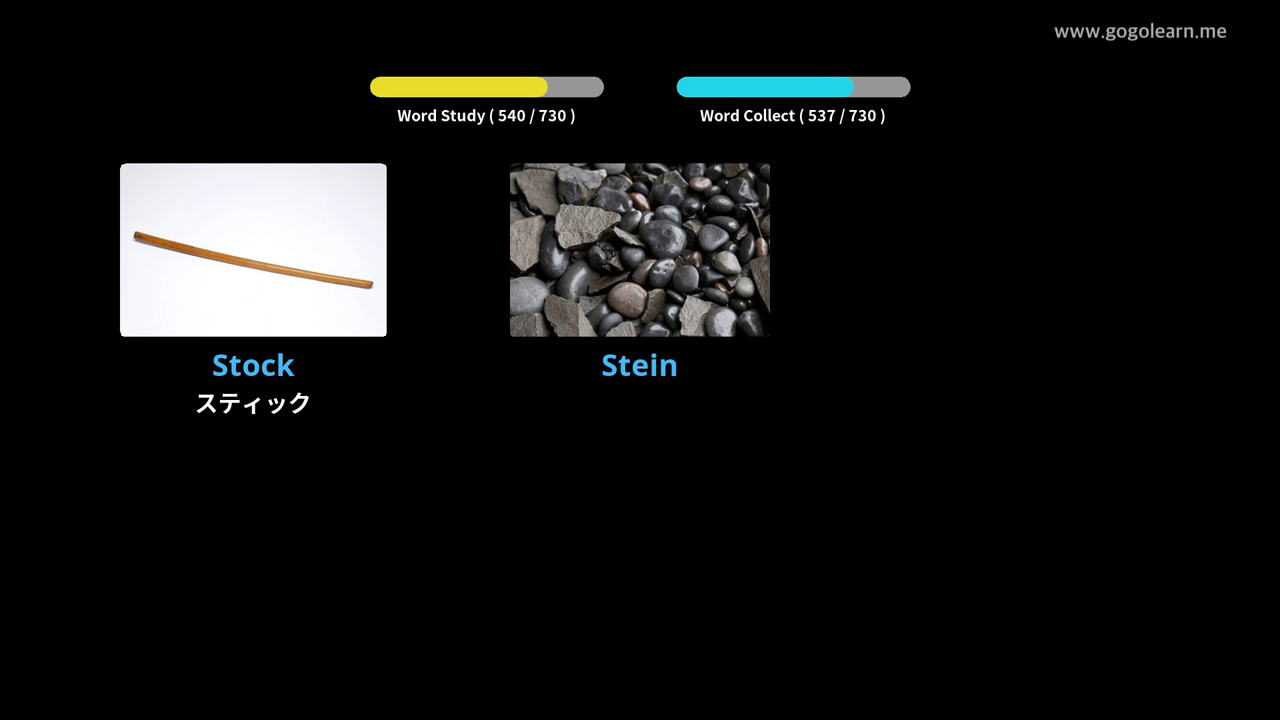 www.gogolearn.me
Word Study ( 540 / 730 )
Word Collect ( 537 / 730 )
Stock
スティック
Stein